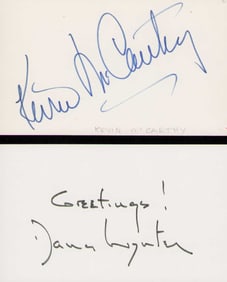 Kevin McCarthy
KEVIN McCARTHY
Greetings!
Dana Wynter